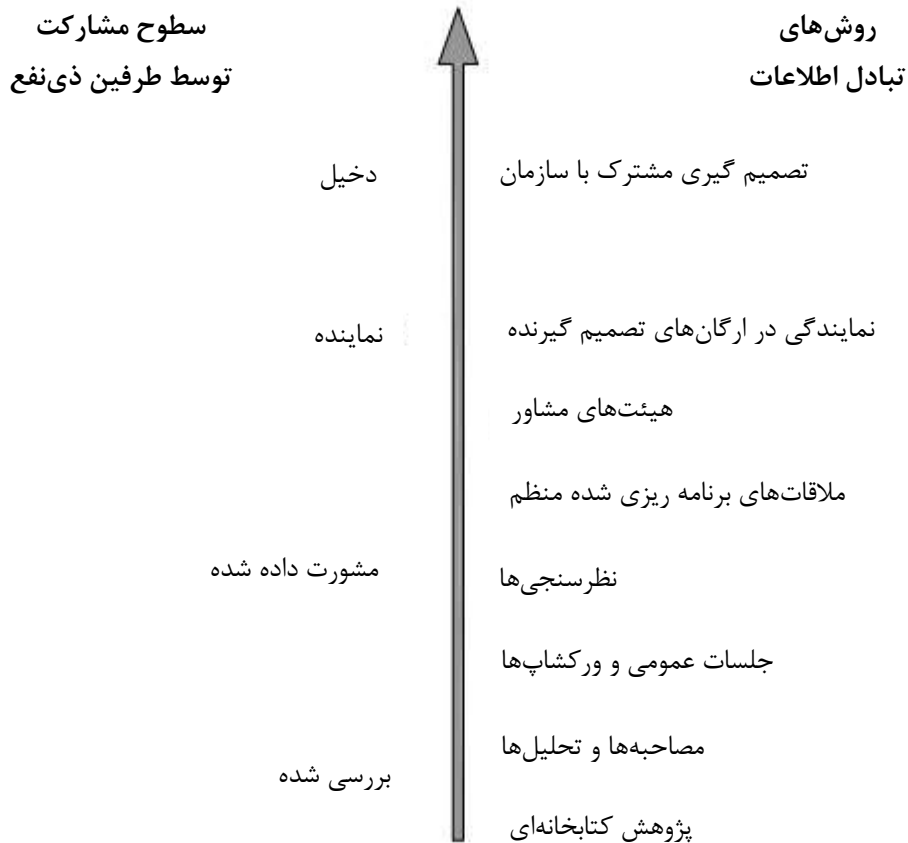 روش‌های
تبادل اطلاعات
سطوح مشارکت
توسط طرفین ذی‌نفع
تصمیم گیری مشترک با سازمان
دخیل
نمایندگی در ارگان‌های تصمیم گیرنده
نماینده
هیئت‌های مشاور
ملاقات‌های برنامه ریزی شده منظم
نظرسنجی‌ها
مشورت داده شده
جلسات عمومی و ورکشاپ‌ها
مصاحبه‌ها و تحلیل‌ها
بررسی شده
پژوهش کتابخانه‌ای